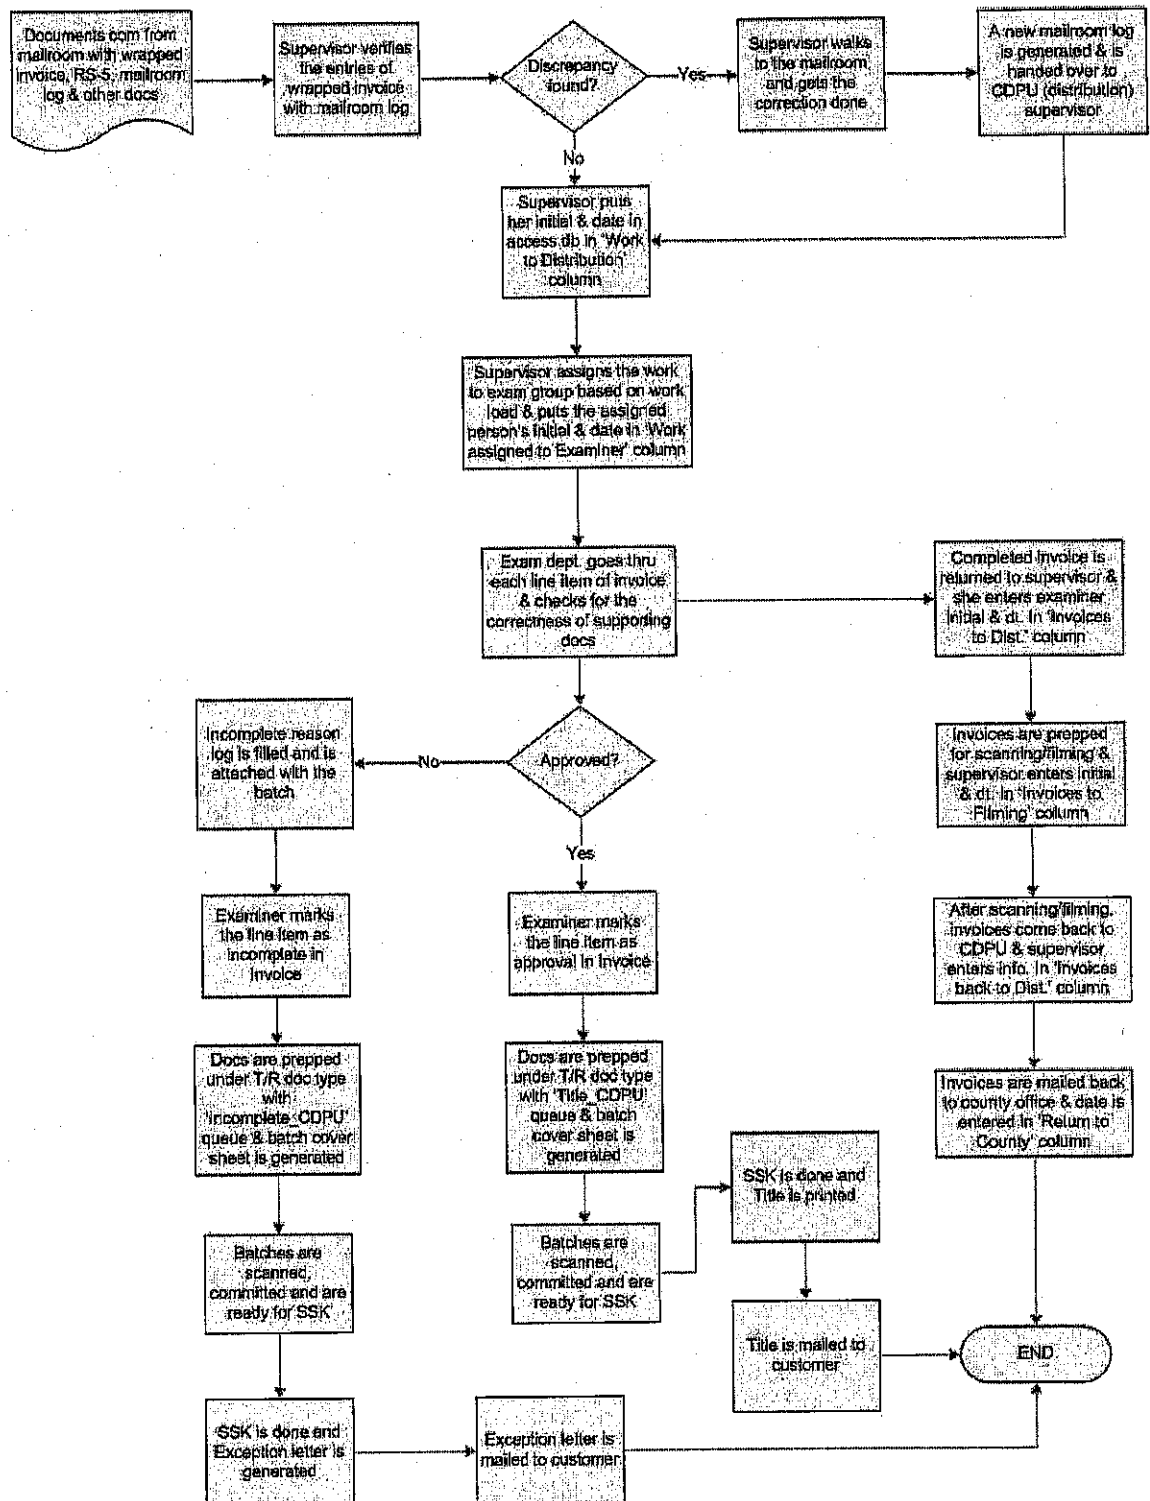 Documents com from
mailroom with wrapped
invoice, RS-5, mailroom
log & other docs
Supervisor verifies
the entries of
wrapped invoice
with mailroom log
Discrepancy
found?
Yes
Supervisor walks
to the mailroom
and gets the
correction done
A new mailroom log
is generated & is
handed over to
CDPU (distribution)
supervisor
No
Supervisor puts
her initial & date in
access db in 'Work
to Distribution'
column
Supervisor assigns the work
to exam group based on work
load & puts the assigned
person's initial & date in 'Work
assigned to Examiner' column
Exam dept. goes thru
each line item of invoice
& checks for the
correctness of supporting
docs
Completed Invoice is
returned to supervisor &
she enters examiner
initial & dt. in 'Invoices
to Dist.' column
Incomplete reason
log is filled and is
attached with the
batch
No
Approved?
Invoices are prepped
for scanning/filming &
supervisor enters initial
& dt. in 'Invoices to
Filming' column
Yes
Examiner marks
the line item as
incomplete in
Invoice
Examiner marks
the line item as
approval in Invoice
After scanning/filming,
invoices come back to
CDPU & supervisor
enters info. in 'Invoices
back to Dist.' column
Docs are prepped
under T/R doc type
with
'Incomplete_CDPU'
queue & batch cover
sheet is generated
Docs are prepped
under T/R doc type
with 'Title_CDPU'
queue & batch
cover sheet is
generated
Invoices are mailed back
to county office & date is
entered in 'Return to
County' column
SSK is done and
Title is printed
Batches are
scanned,
committed and are
ready for SSK
Batches are
scanned,
committed and are
ready for SSK
Title is mailed to
customer
END
SSK is done and
Exception letter is
generated
Exception letter is
mailed to customer